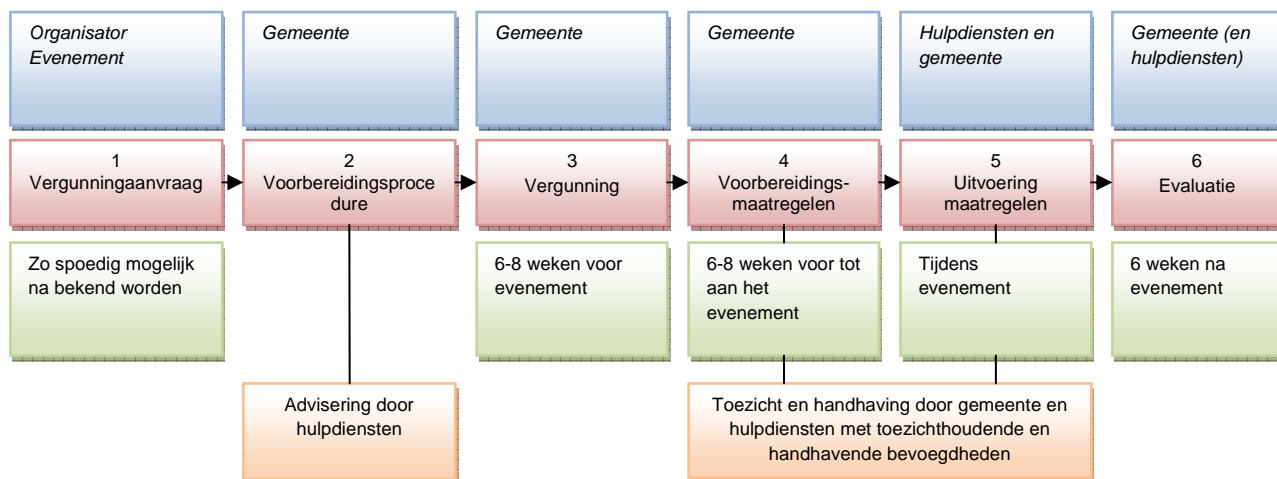 Organisator
Evenement
Gemeente
Gemeente
Gemeente
Hulpdiensten en
gemeente
Gemeente (en
hulpdiensten)
1
Vergunningaanvraag
2
Voorbereidingsproce
dure
3
Vergunning
4
Voorbereidings-
maatregelen
5
Uitvoering
maatregelen
6
Evaluatie
Zo spoedig mogelijk
na bekend worden
6-8 weken voor
evenement
6-8 weken voor tot
aan het
evenement
Tijdens
evenement
6 weken na
evenement
Advisering door
hulpdiensten
Toezicht en handhaving door gemeente en
hulpdiensten met toezichthoudende en
handhavende bevoegdheden